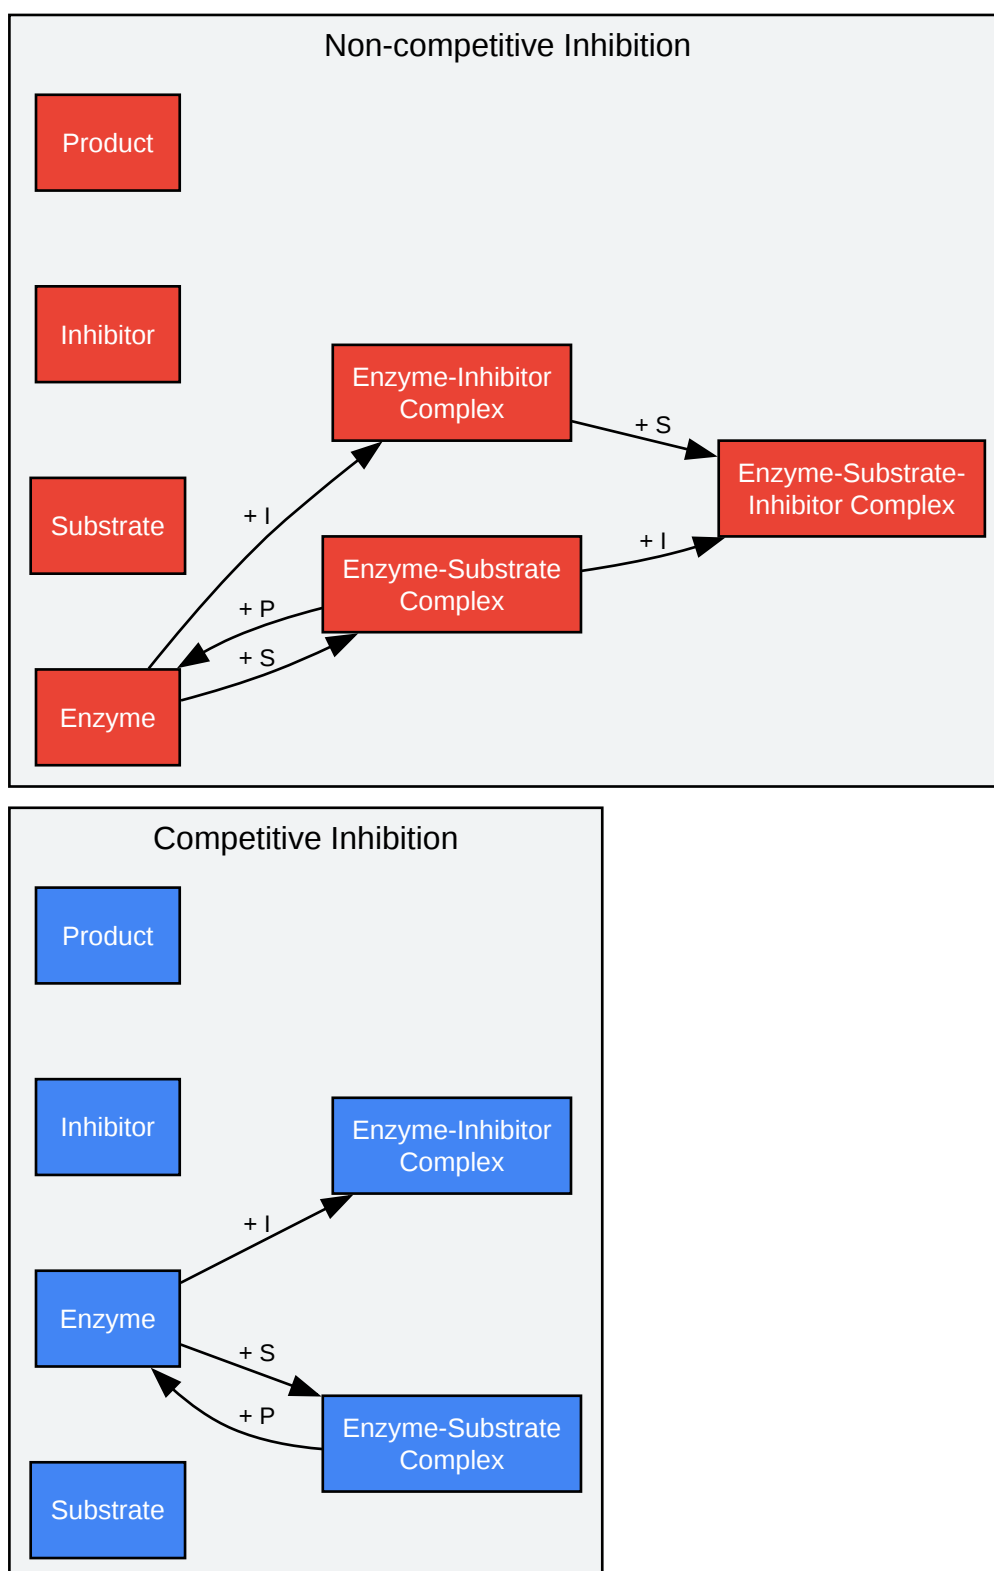 Non-competitive Inhibition
Product
Inhibitor
Enzyme-Inhibitor
Complex
+ S
Enzyme-Substrate-
Inhibitor Complex
Substrate
+ I
+ I
Enzyme-Substrate
Complex
+ P
+ S
Enzyme
Competitive Inhibition
Product
Inhibitor
Enzyme-Inhibitor
Complex
+ I
Enzyme
+ S
+ P
Enzyme-Substrate
Complex
Substrate